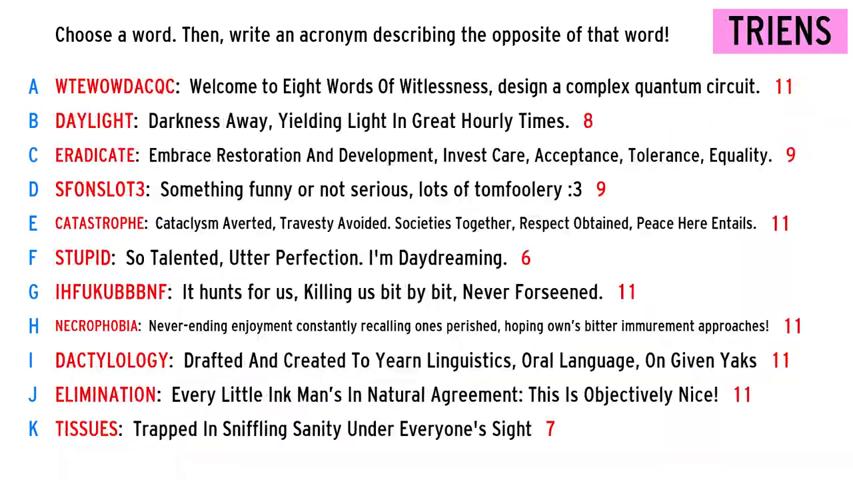 Choose a word. Then, write an acronym describing the opposite of that word!
TRIENS
A WTEWOWDACQC: Welcome to Eight Words Of Witlessness, design a complex quantum circuit. 11
B DAYLIGHT: Darkness Away, Yielding Light In Great Hourly Times. 8
C ERADICATE: Embrace Restoration And Development, Invest Care, Acceptance, Tolerance, Equality. 9
D SFONSLOT3: Something funny or not serious, lots of tomfoolery :3 9
E CATASTROPHE: Cataclysm Averted, Travesty Avoided. Societies Together, Respect Obtained, Peace Here Entails. 11
F STUPID: So Talented, Utter Perfection. I'm Daydreaming. 6
G IHFUKUBBBNF: It hunts for us, Killing us bit by bit, Never Forseened. 11
H NECROPHOBIA: Never-ending enjoyment constantly recalling ones perished, hoping own's bitter immurement approaches! 11
I DACTYLOLOGY: Drafted And Created To Yearn Linguistics, Oral Language, On Given Yaks 11
J ELIMINATION: Every Little Ink Man's In Natural Agreement: This Is Objectively Nice! 11
K TISSUES: Trapped In Sniffling Sanity Under Everyone's Sight 7